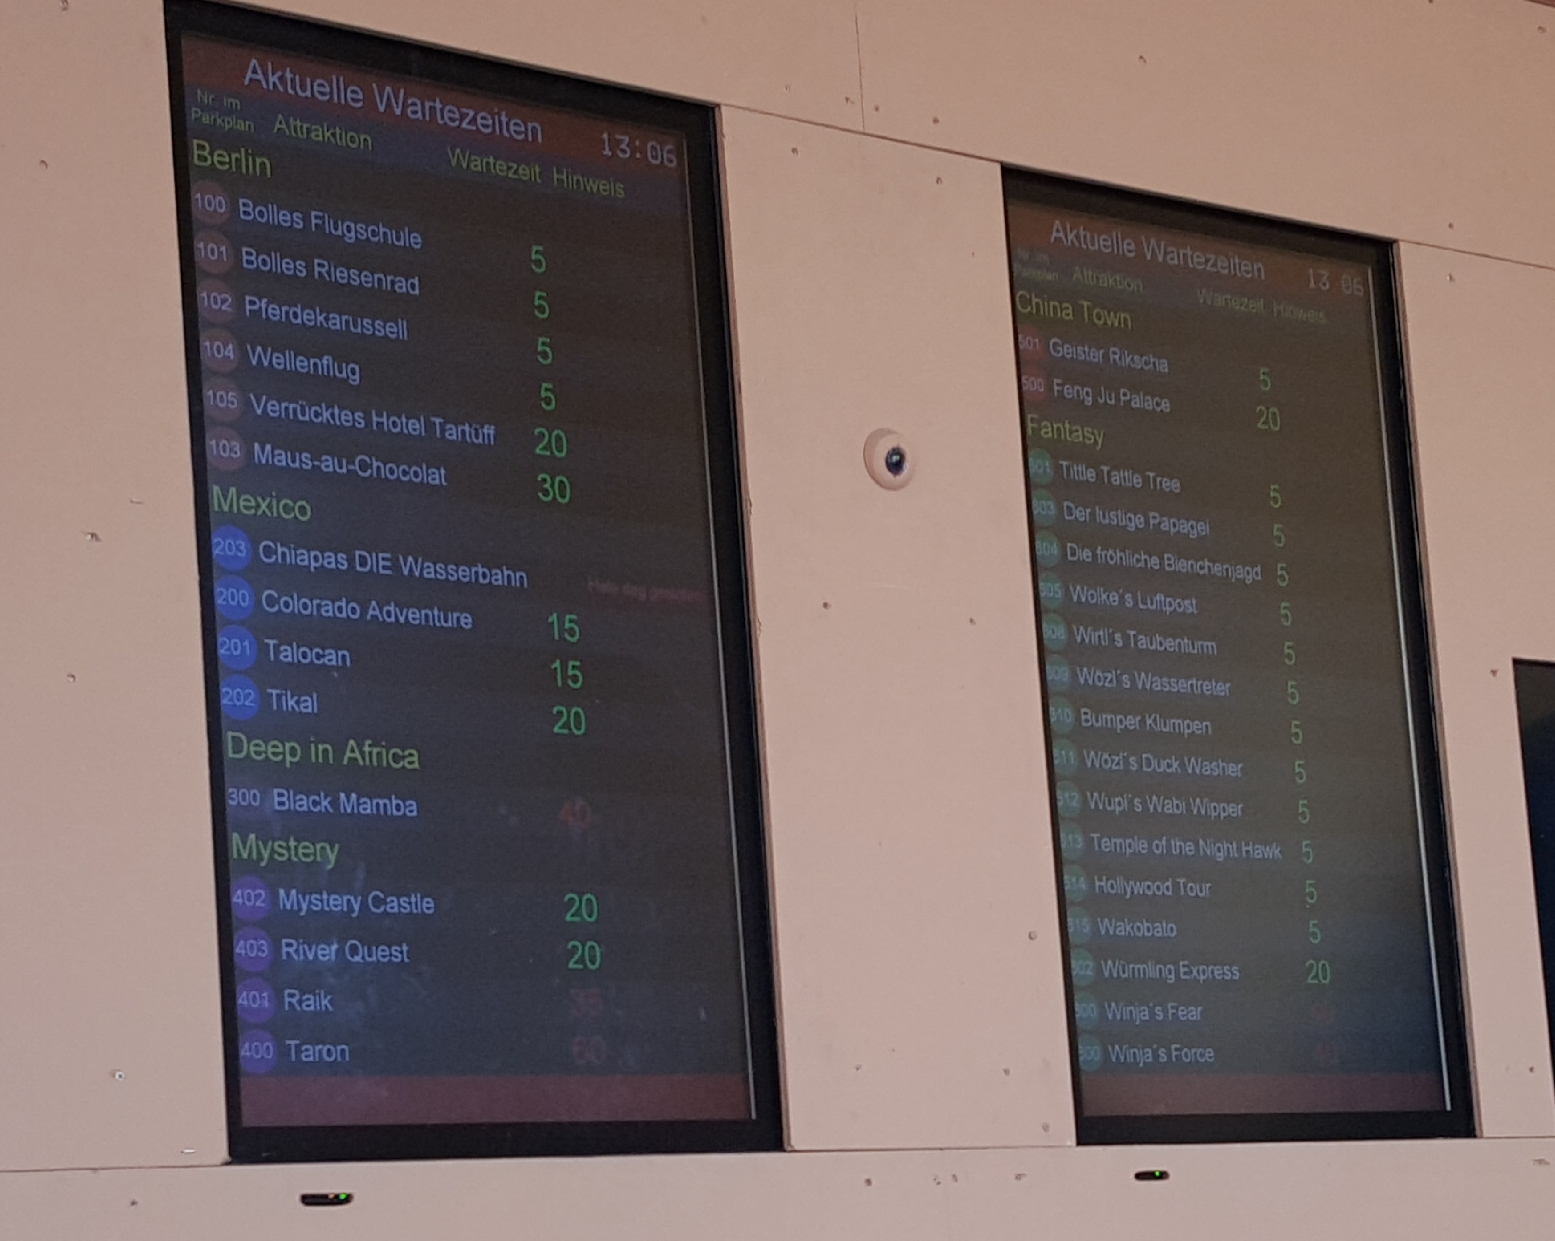 Aktuelle Wartezeiten 13:06
Nr. im
Parkplan Attraktion Wartezeit Hinweis
Berlin
100 Bolles Flugschule 5
101 Bolles Riesenrad 5
102 Pferdekarussell 5
104 Wellenflug 5
105 Verrücktes Hotel Tartüff 20
103 Maus-au-Chocolat 30
Mexico
203 Chiapas DIE Wasserbahn
200 Colorado Adventure 15
201 Talocan 15
202 Tikal 20
Deep in Africa
300 Black Mamba 40
Mystery
402 Mystery Castle 20
403 River Quest 20
401 Raik
400 Taron 60
Aktuelle Wartezeiten 13:06
Nr. im
Parkplan Attraktion Wartezeit Hinweis
China Town
501 Geister Rikscha 5
500 Feng Ju Palace 20
Fantasy
Tittle Tattle Tree 5
Der lustige Papagei 5
Die fröhliche Bienchenjagd 5
Wolke´s Luftpost 5
Wirtl´s Taubenturm 5
Wözl´s Wassertreter 5
Bumper Klumpen 5
Wözl´s Duck Washer 5
Wupi´s Wabi Wipper 5
Temple of the Night Hawk 5
Hollywood Tour 5
Wakobato 5
Würmling Express 20
Winja´s Fear
Winja´s Force